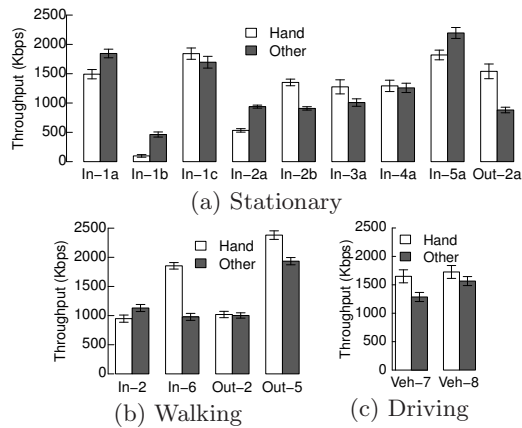 2500
2000
1500
1000
500
0
Throughput (Kbps)
Hand
Other
In−1a In−1b In−1c In−2a In−2b In−3a In−4a In−5a Out−2a
(a) Stationary
2500
2000
1500
1000
500
0
Throughput (Kbps)
Hand
Other
In−2 In−6 Out−2 Out−5
(b) Walking
2500
2000
1500
1000
500
0
Throughput (Kbps)
Hand
Other
Veh−7 Veh−8
(c) Driving